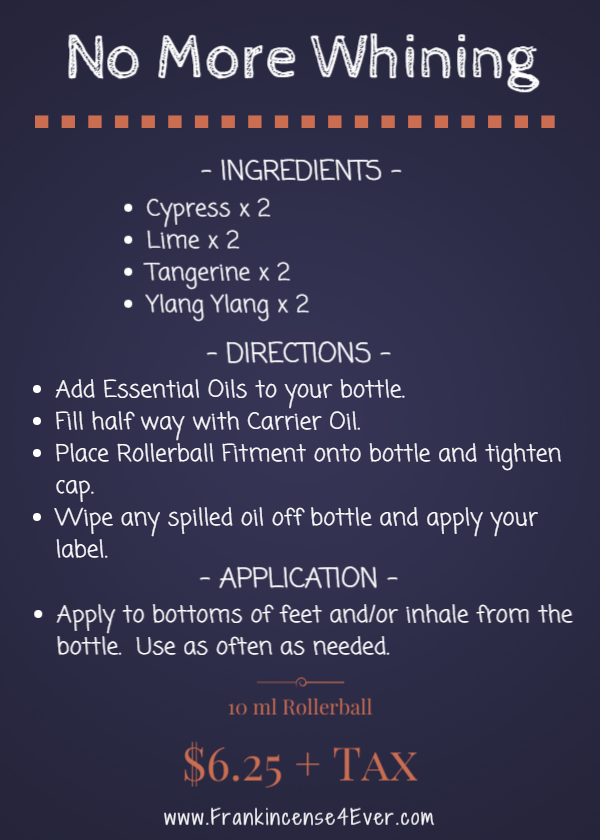 No More Whining
- INGREDIENTS -
• Cypress x 2
• Lime x 2
• Tangerine x 2
• Ylang Ylang x 2
- DIRECTIONS -
• Add Essential Oils to your bottle.
• Fill half way with Carrier Oil.
• Place Rollerball Fitment onto bottle and tighten
cap.
• Wipe any spilled oil off bottle and apply your
label.
- APPLICATION -
• Apply to bottoms of feet and/or inhale from the
bottle. Use as often as needed.
10 ml Rollerball
$6.25 + TAX
www.Frankincense4Ever.com